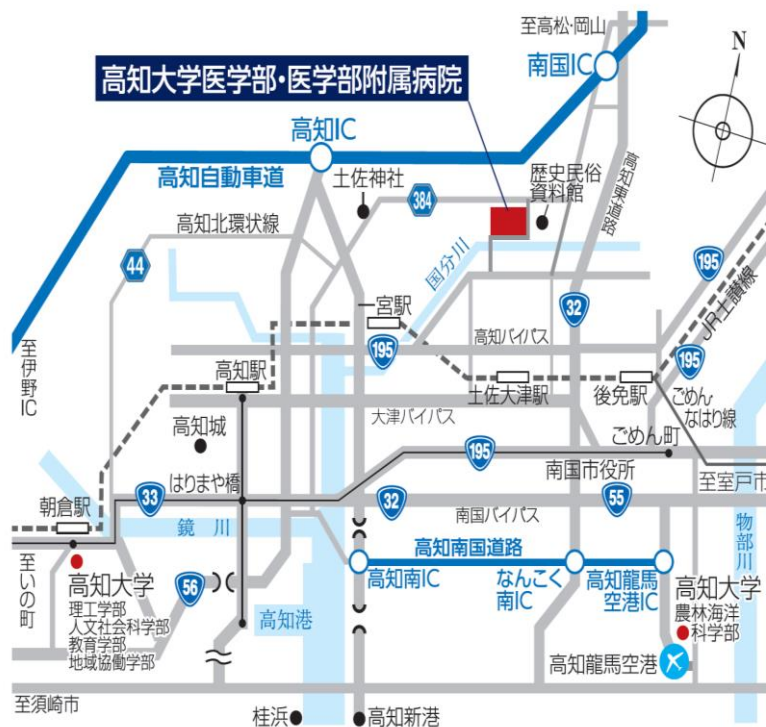 至高松・岡山
N
南国IC
高知大学医学部・医学部附属病院
高知IC
高知自動車道
土佐神社
歴史民俗
資料館
高知東道路
384
高知北環状線
44
国分川
195
32
JR土讃線
一宮駅
195
高知バイパス
至伊野IC
高知駅
土佐大津駅
後免駅
195
ごめん
なはり線
大津バイパス
高知城
ごめん町
195
南国市役所
至室戸市
はりまや橋
33
32
55
朝倉駅
鏡川
南国バイパス
物部川
高知南国道路
高知南IC
なんこく
南IC
高知龍馬
空港IC
至いの町
高知大学
理工学部
人文社会科学部
教育学部
地域協働学部
56
高知港
高知大学
農林海洋
科学部
高知龍馬空港
至須崎市
桂浜
高知新港